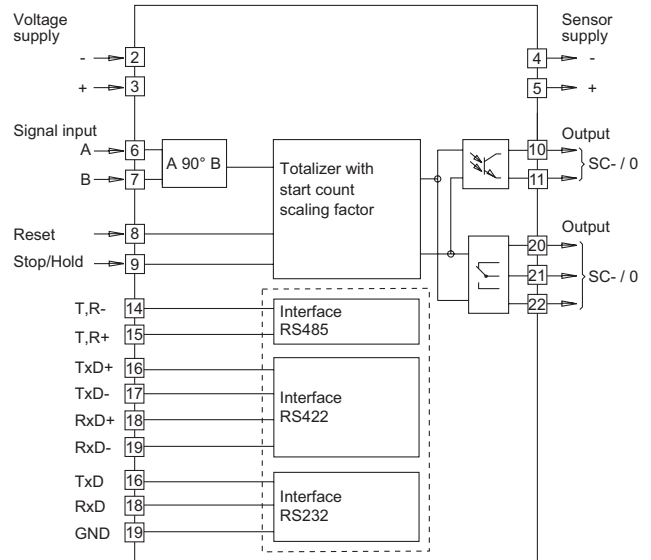 Voltage
supply
- 2
+ 3
Sensor
supply
4 -
5 +
Signal input
A 6
B 7
A 90° B
Totalizer with
start count
scaling factor
Output
10
11
SC- / 0
Reset 8
Stop/Hold 9
Output
20
21
22
SC- / 0
T,R- 14
T,R+ 15
Interface
RS485
TxD+ 16
TxD- 17
RxD+ 18
RxD- 19
Interface
RS422
TxD 16
RxD 18
GND 19
Interface
RS232